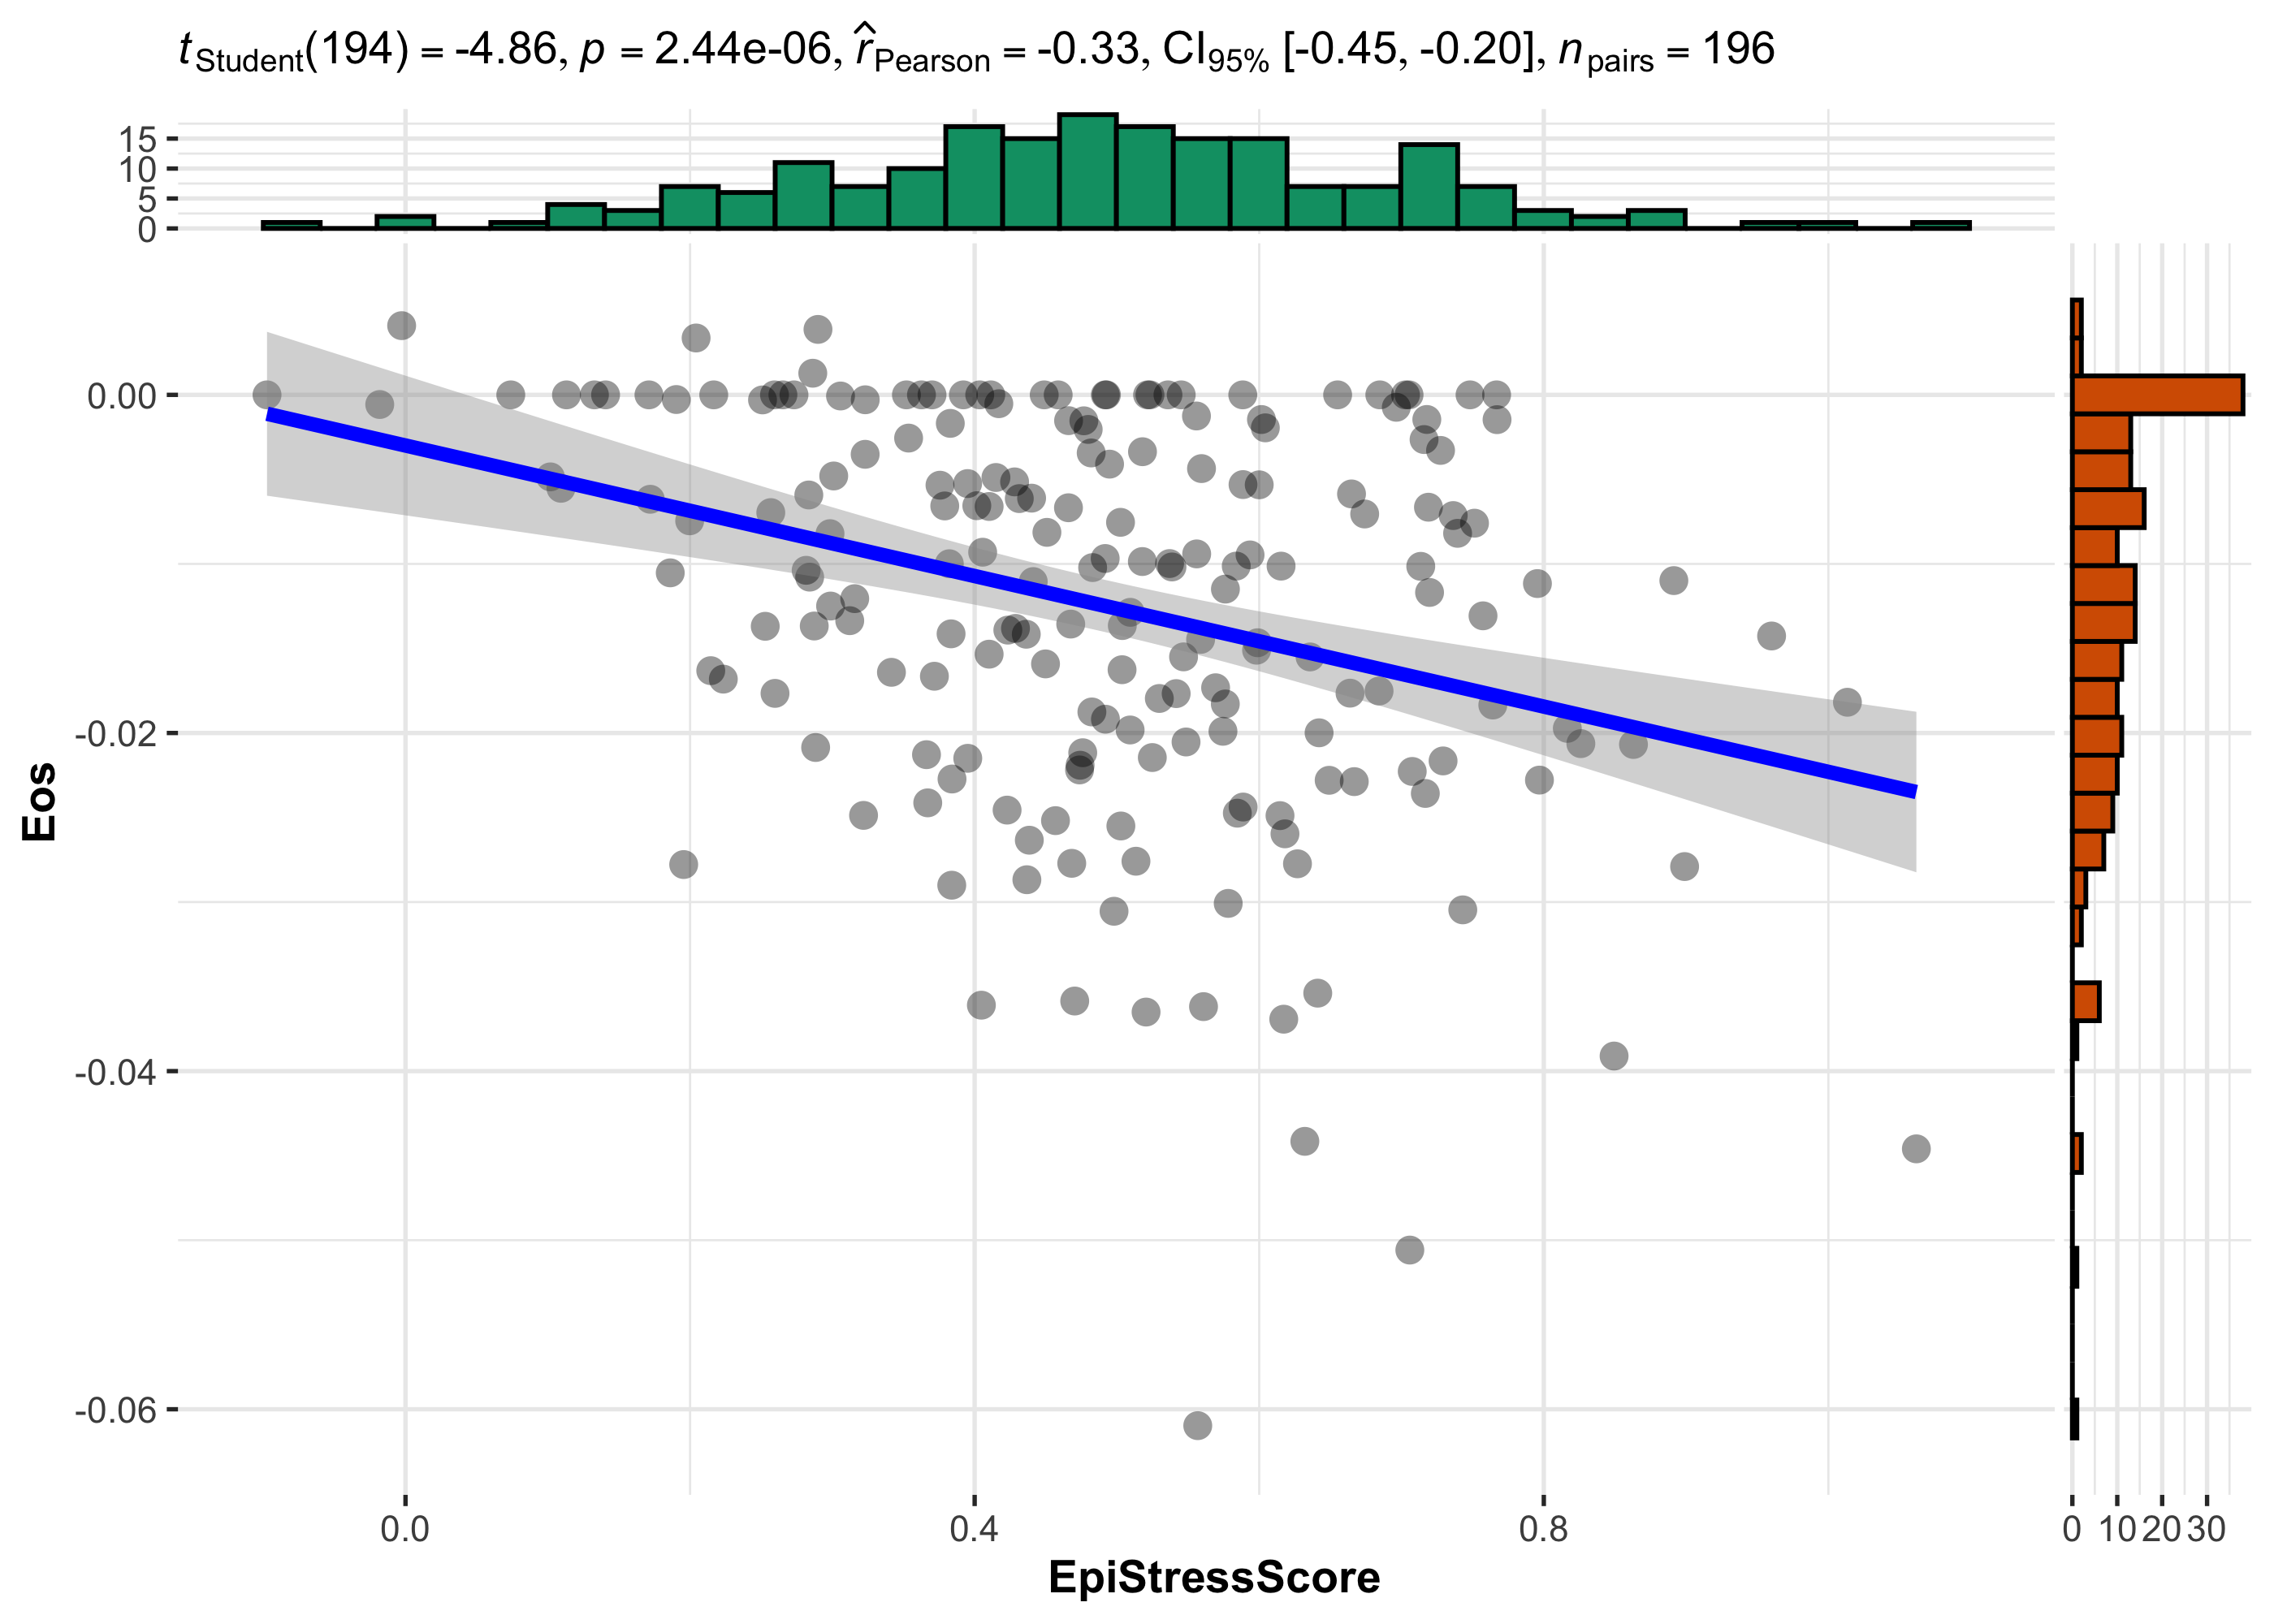 t Student(194) = -4.86, p = 2.44e-06, r̂ Pearson = -0.33, CI95% [-0.45, -0.20], n pairs = 196
15
10
5
0
0.00
-0.02
-0.04
-0.06
Eos
0.0 0.4 0.8
0 10 20 30
EpiStressScore